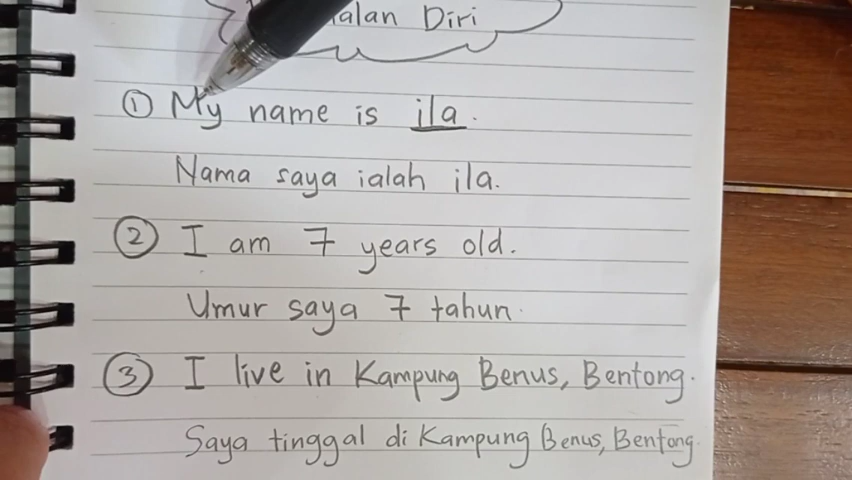 Diri
① My name is ila.
Nama saya ialah ila.
② I am 7 years old.
Umur saya 7 tahun.
③ I live in Kampung Benus, Bentong.
Saya tinggal di Kampung Benus, Bentong.